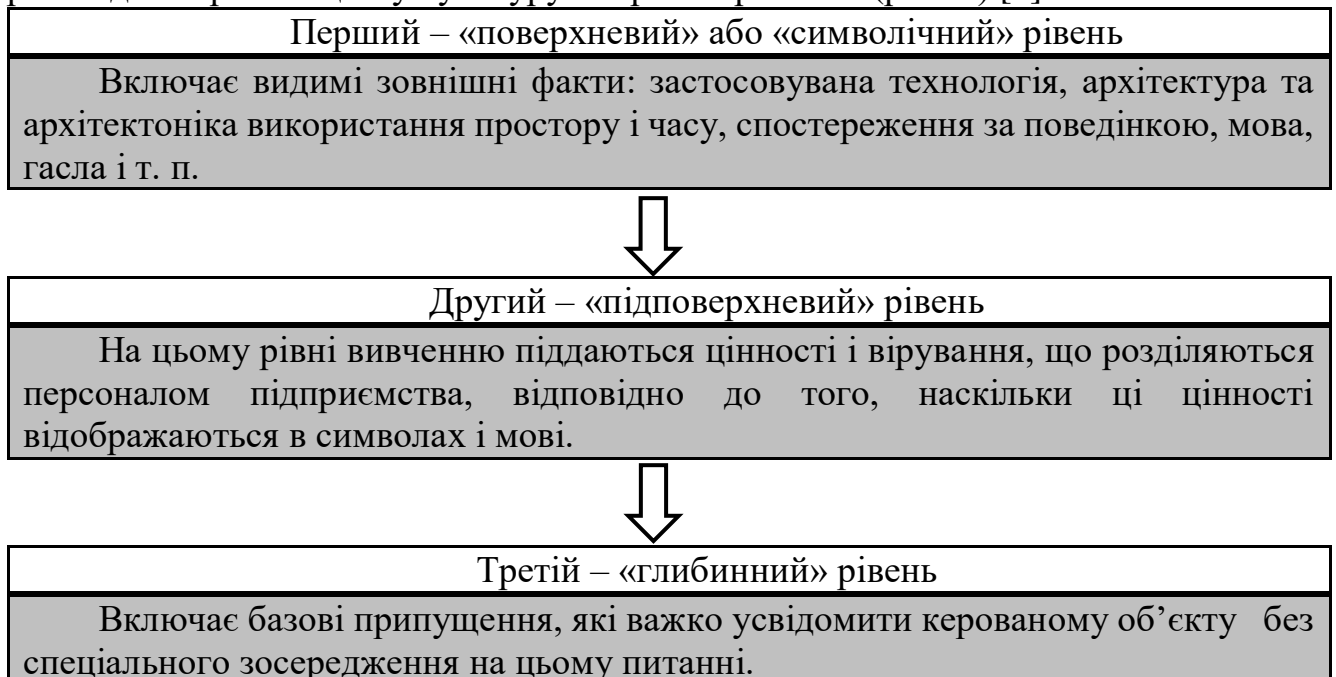 Перший – «поверхневий» або «символічний» рівень
Включає видимі зовнішні факти: застосовувана технологія, архітектура та
архітектоніка використання простору і часу, спостереження за поведінкою, мова,
гасла і т. п.
Другий – «підповерхневий» рівень
На цьому рівні вивченню піддаються цінності і вірування, що розділяються
персоналом підприємства, відповідно до того, наскільки ці цінності
відображаються в символах і мові.
Третій – «глибинний» рівень
Включає базові припущення, які важко усвідомити керованому об’єкту без
спеціального зосередження на цьому питанні.